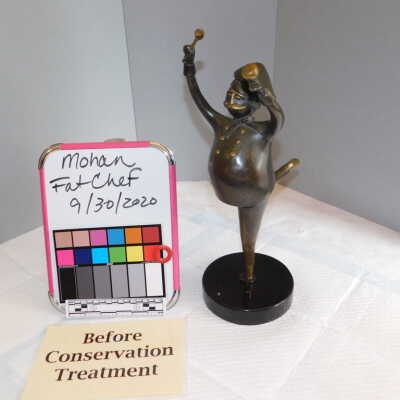 Mohan
Fat Chef
9/30/2020
Before
Conservation
Treatment